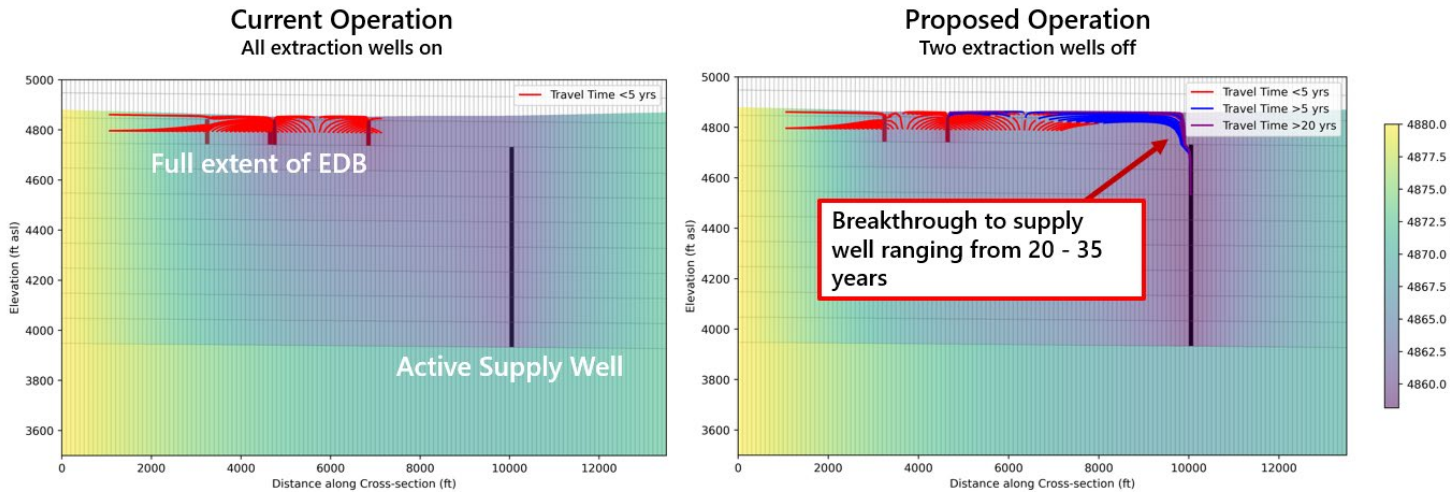 Current Operation
All extraction wells on
Proposed Operation
Two extraction wells off
5000
4800
4600
4400
4200
4000
3800
3600
Elevation (ft asl)
0
2000
4000
6000
8000
10000
12000
Distance along Cross-section (ft)
Travel Time <5 yrs
Full extent of EDB
Active Supply Well
5000
4800
4600
4400
4200
4000
3800
3600
Elevation (ft asl)
0
2000
4000
6000
8000
10000
12000
Distance along Cross-section (ft)
Travel Time <5 yrs
Travel Time >5 yrs
Travel Time >20 yrs
Breakthrough to supply
well ranging from 20 - 35
years
4880.0
4877.5
4875.0
4872.5
4870.0
4867.5
4865.0
4862.5
4860.0